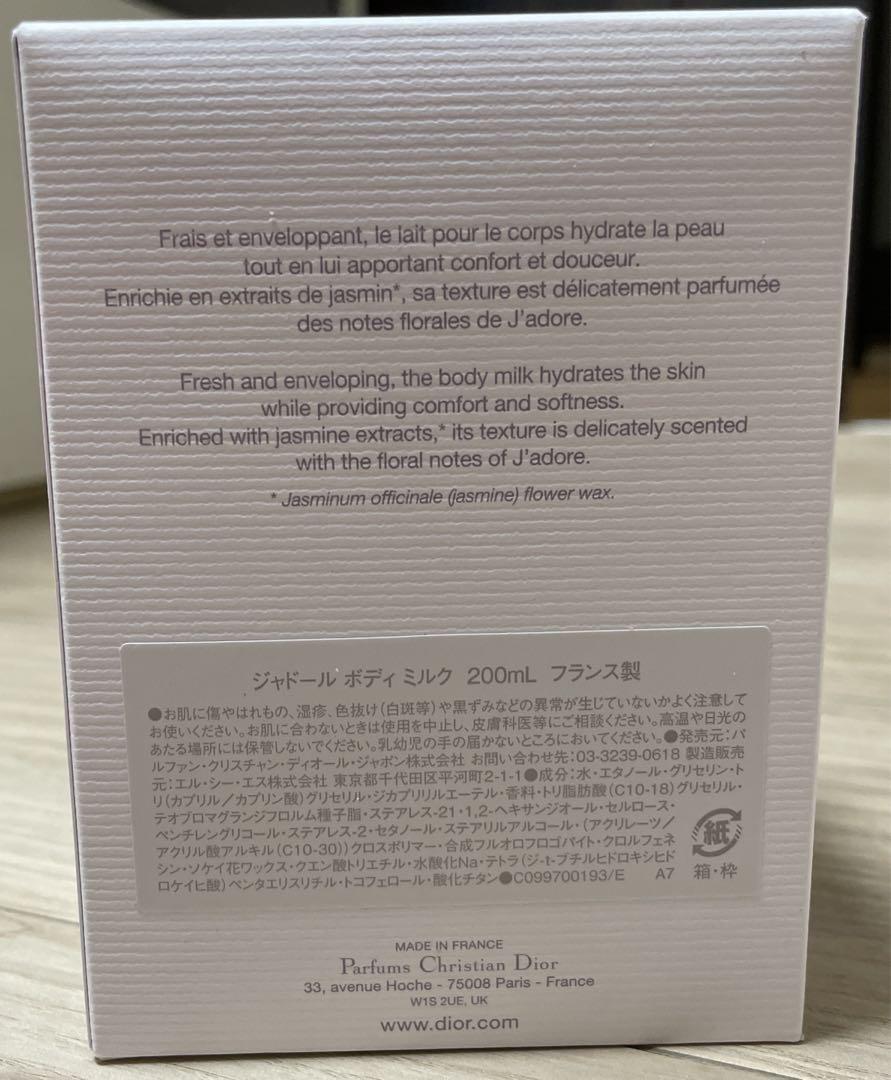 Frais et enveloppant, le lait pour le corps hydrate la peau
tout en lui apportant confort et douceur.
Enrichie en extraits de jasmin*, sa texture est délicatement parfumée
des notes florales de J'adore.
Fresh and enveloping, the body milk hydrates the skin
while providing comfort and softness.
Enriched with jasmine extracts,* its texture is delicately scented
with the floral notes of J'adore.
* Jasminum officinale (jasmine) flower wax.
ジャドール ボディ ミルク 200mL フランス製
●お肌に傷やはれもの、湿疹、色抜け(白斑等)や黒ずみなどの異常が生じていないかよく注意して
お使いください。お肌に合わないときは使用を中止し、皮膚科医等にご相談ください。高温や日光の
あたる場所には保管しないでください。乳幼児の手の届かないところにおいてください。●発売元:パ
ルファン・クリスチャン・ディオール・ジャポン株式会社 お問い合わせ先:03-3239-0618 製造販売
元:エル・シー・エス株式会社 東京都千代田区平河町2-1-1●成分:水・エタノール・グリセリン・ト
リ(カプリル/カプリン酸)グリセリル・ジカプリリルエーテル・香料・トリ脂肪酸(C10-18)グリセリル・
テオブロマグランジフロルム種子脂・ステアレス-21・1,2-ヘキサンジオール・セルロース・
ペンチレングリコール・ステアレス-2・セタノール・ステアリルアルコール・(アクリレーツ/
アクリル酸アルキル(C10-30))クロスポリマー・合成フルオロフロゴパイト・クロルフェネ
シン・ソケイ花ワックス・クエン酸トリエチル・水酸化Na・テトラ(ジ-t-ブチルヒドロキシヒド
ロケイヒ酸)ペンタエリスリチル・トコフェロール・酸化チタン●C099700193/E A7
紙
箱・枠
MADE IN FRANCE
Parfums Christian Dior
33, avenue Hoche - 75008 Paris - France
W1S 2UE, UK
www.dior.com